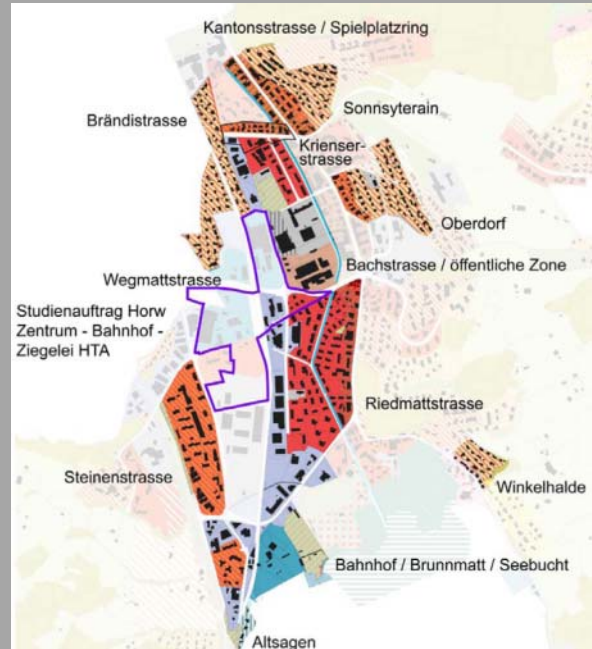 Kantonsstrasse / Spielplatzring
Sonnsyterain
Brändistrasse
Krienser-
strasse
Oberdorf
Wegmattstrasse
Bachstrasse / öffentliche Zone
Studienauftrag Horw
Zentrum - Bahnhof -
Ziegelei HTA
Riedmattstrasse
Steinenstrasse
Winkelhalde
Bahnhof / Brunnmatt / Seebucht
Altsagen